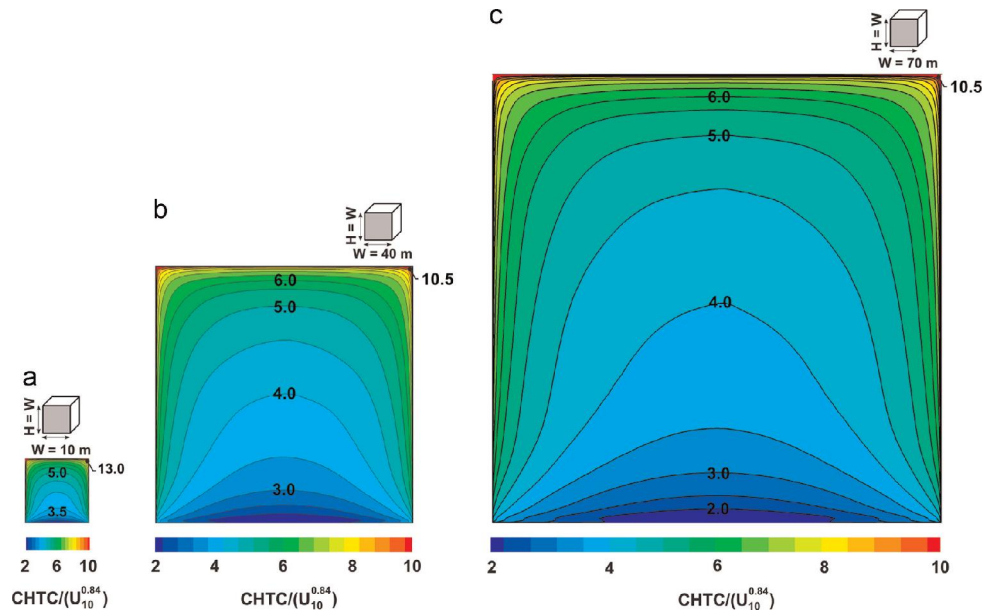 a
H = W
W = 10 m
5.0
13.0
3.5
2 6 10
CHTC/(U10^0.84)
b
H = W
W = 40 m
6.0
10.5
5.0
4.0
3.0
2 4 6 8 10
CHTC/(U10^0.84)
c
H = W
W = 70 m
10.5
6.0
5.0
4.0
3.0
2.0
2 4 6 8 10
CHTC/(U10^0.84)